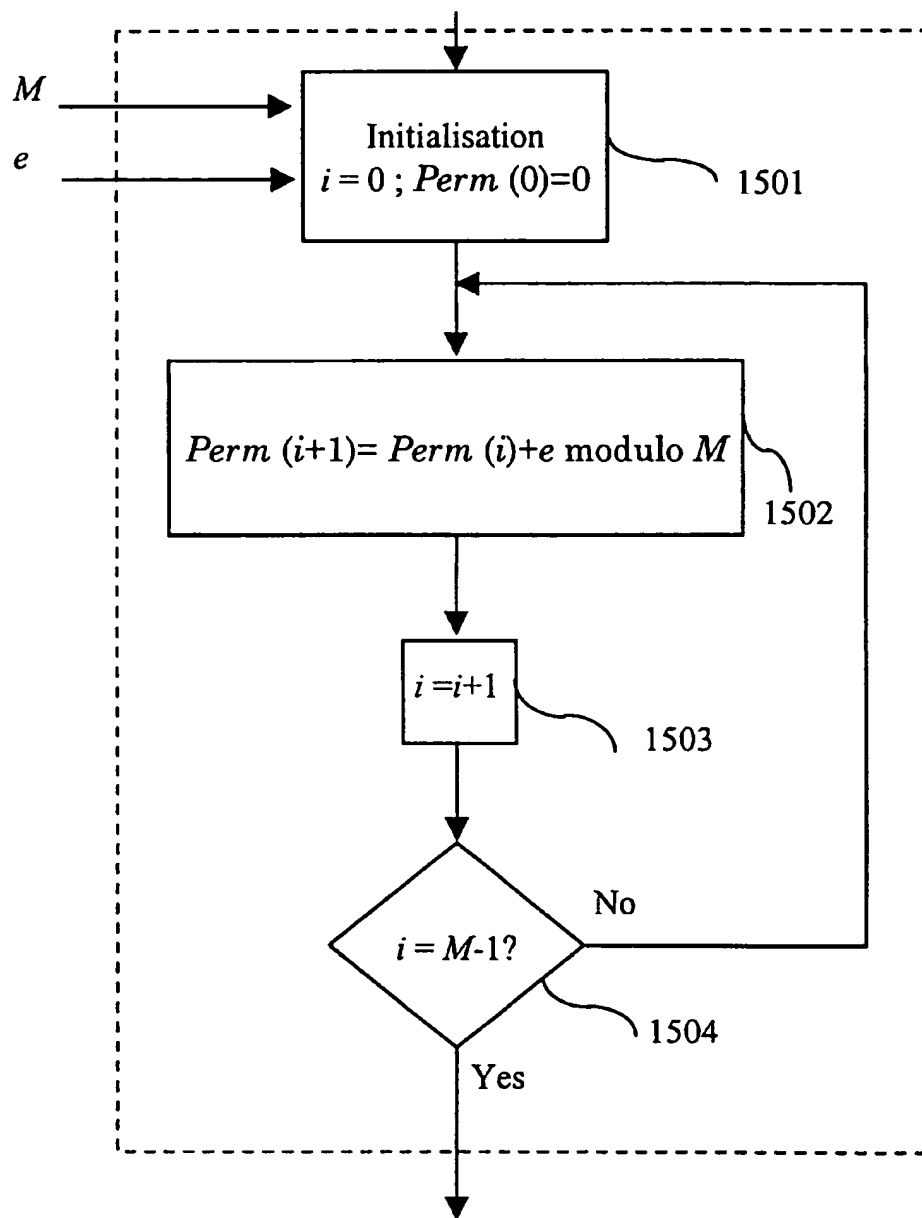 M
e
Initialisation
i = 0 ; Perm (0)=0
1501
Perm (i+1)= Perm (i)+e modulo M
1502
i =i+1
1503
i = M-1?
No
1504
Yes